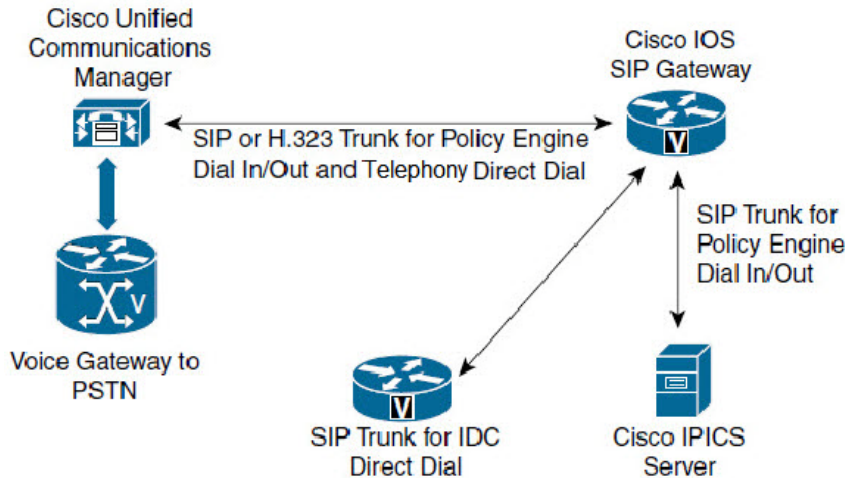 Cisco Unified
Communications
Manager
Cisco IOS
SIP Gateway
SIP or H.323 Trunk for Policy Engine
Dial In/Out and Telephony Direct Dial
V
SIP Trunk for
Policy Engine
Dial In/Out
V
Voice Gateway to
PSTN
V
SIP Trunk for IDC
Direct Dial
Cisco IPICS
Server